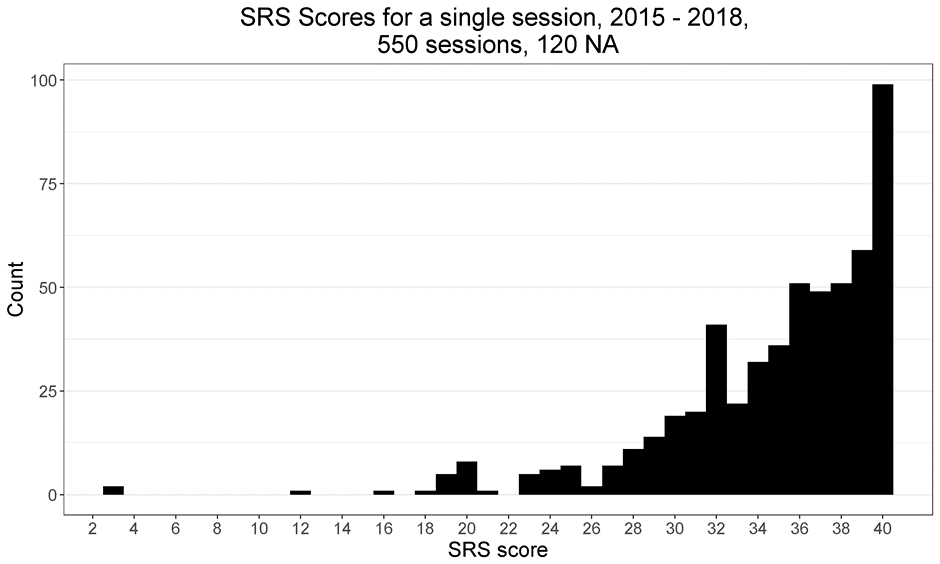 SRS Scores for a single session, 2015 - 2018,
550 sessions, 120 NA
100
75
50
25
0
Count
2 4 6 8 10 12 14 16 18 20 22 24 26 28 30 32 34 36 38 40
SRS score